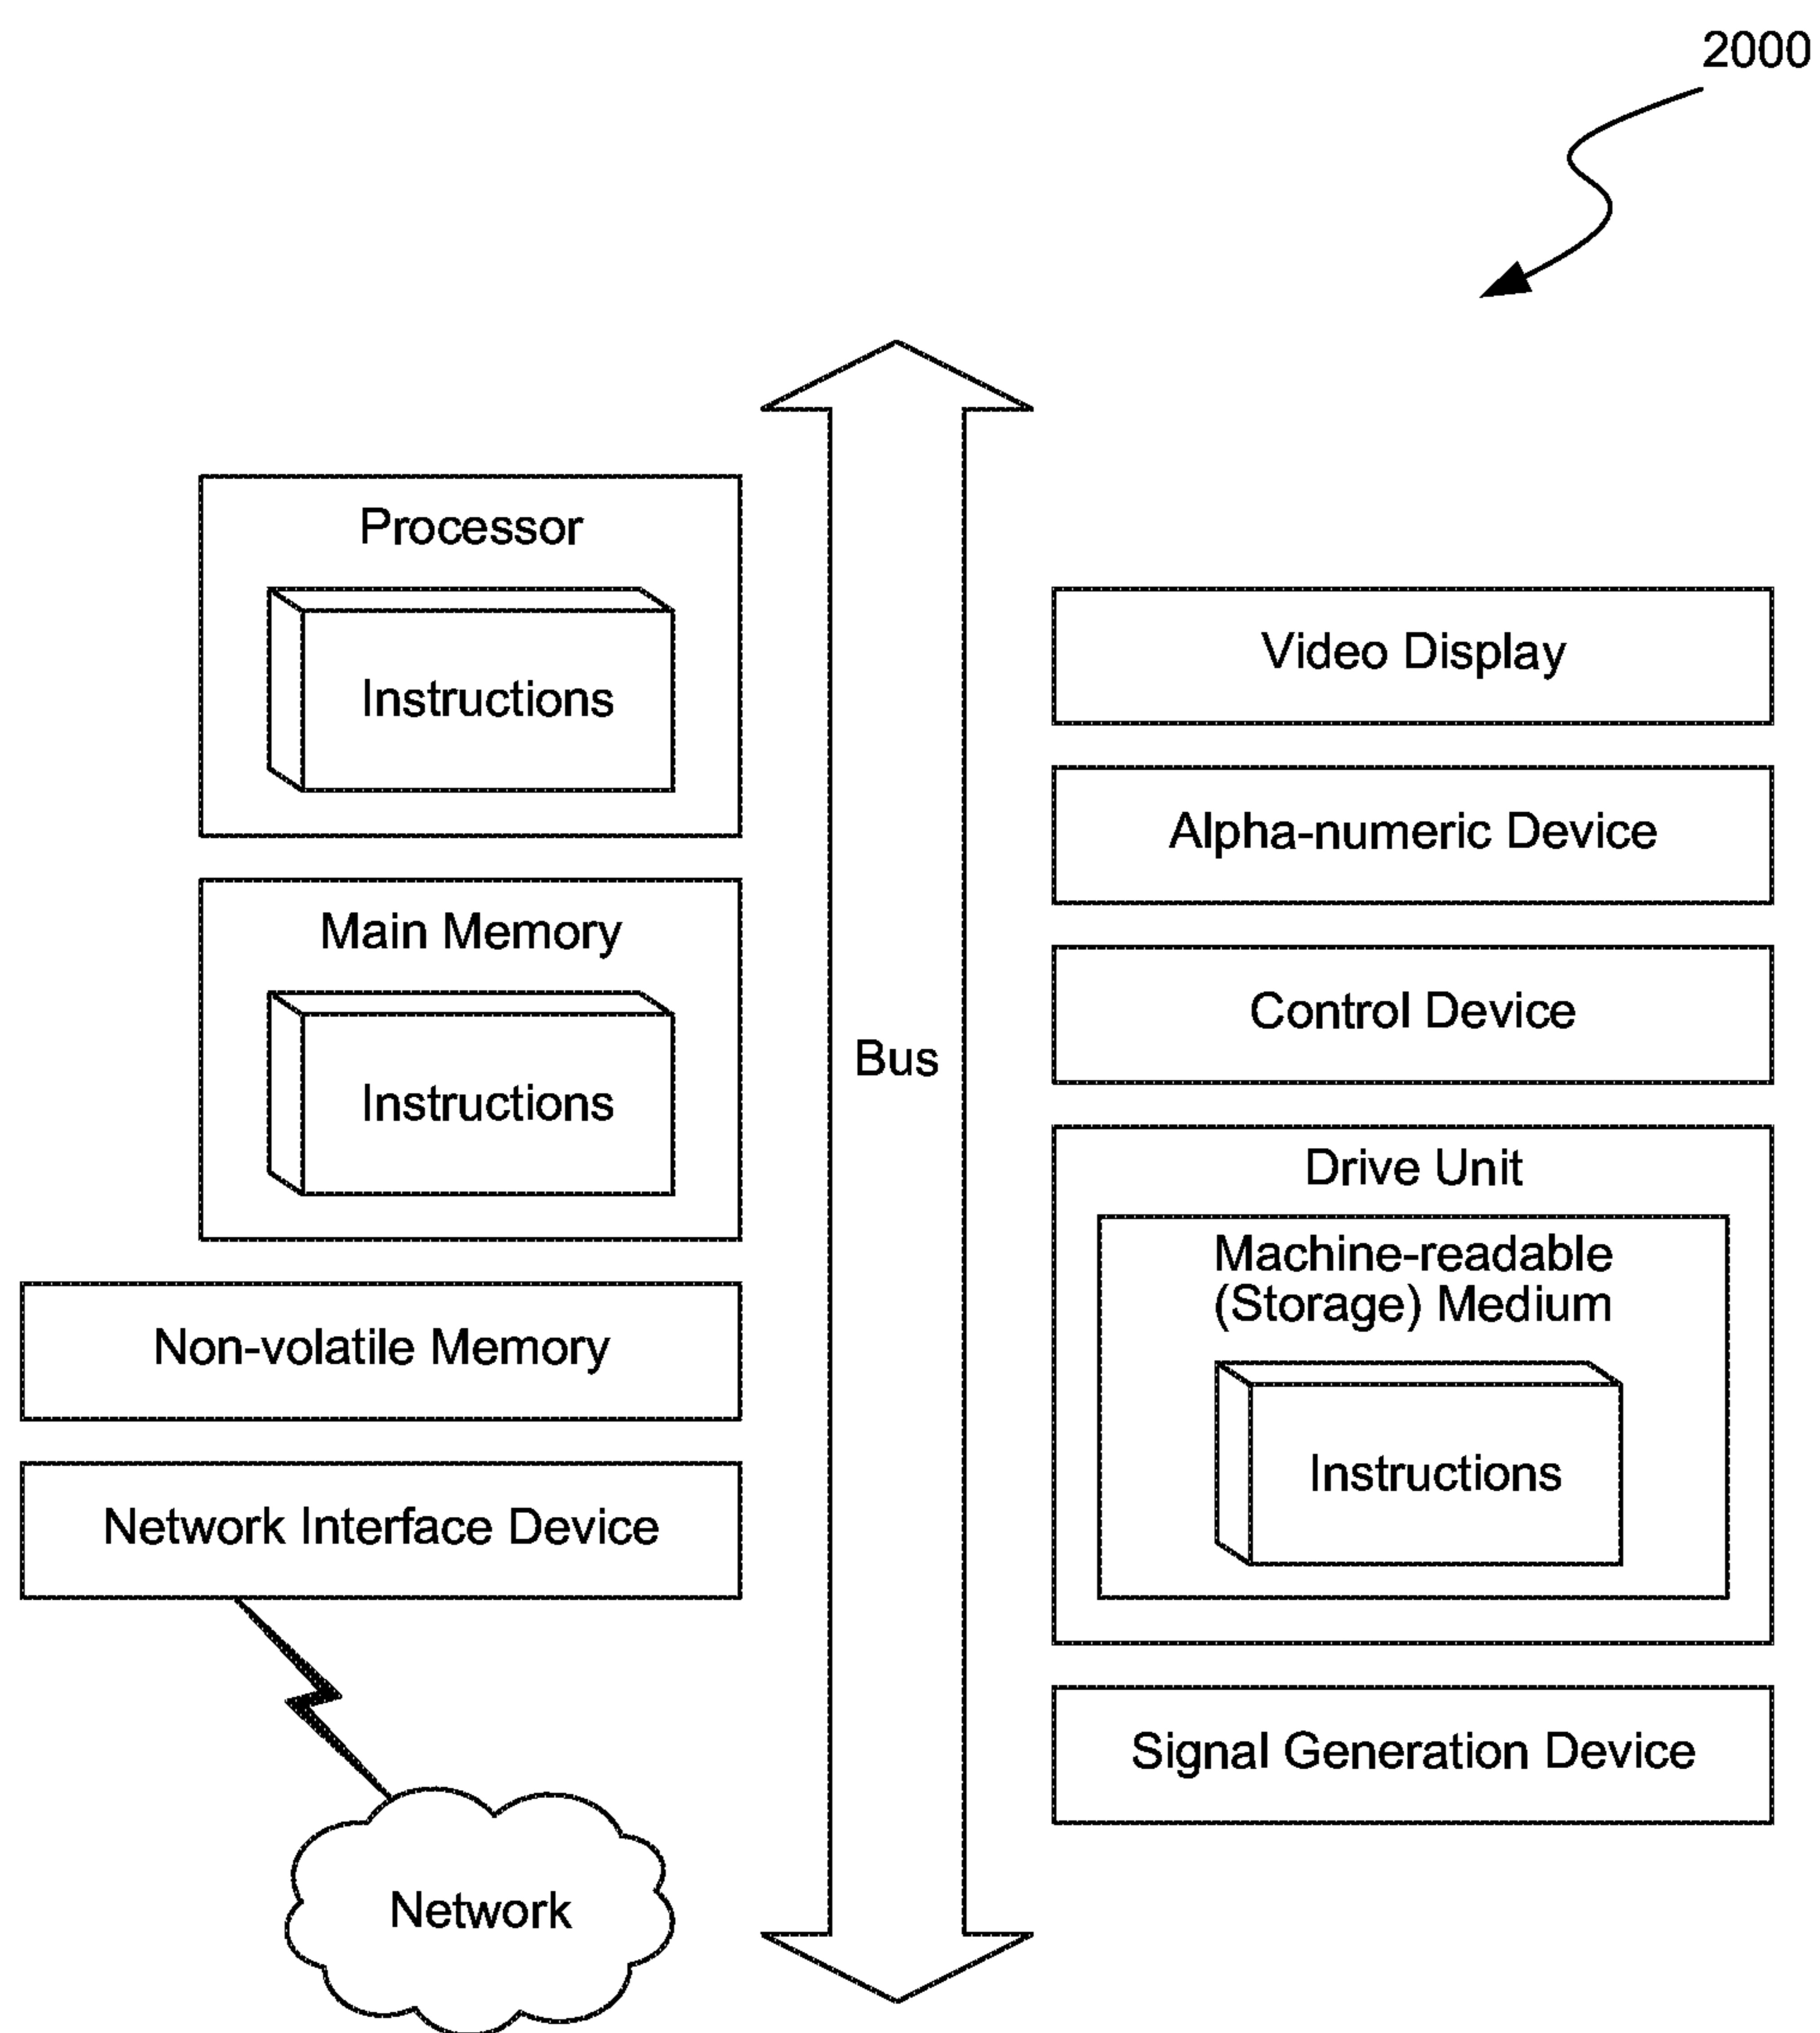 2000
Processor
Instructions
Main Memory
Instructions
Non-volatile Memory
Network Interface Device
Network
Bus
Video Display
Alpha-numeric Device
Control Device
Drive Unit
Machine-readable
(Storage) Medium
Instructions
Signal Generation Device